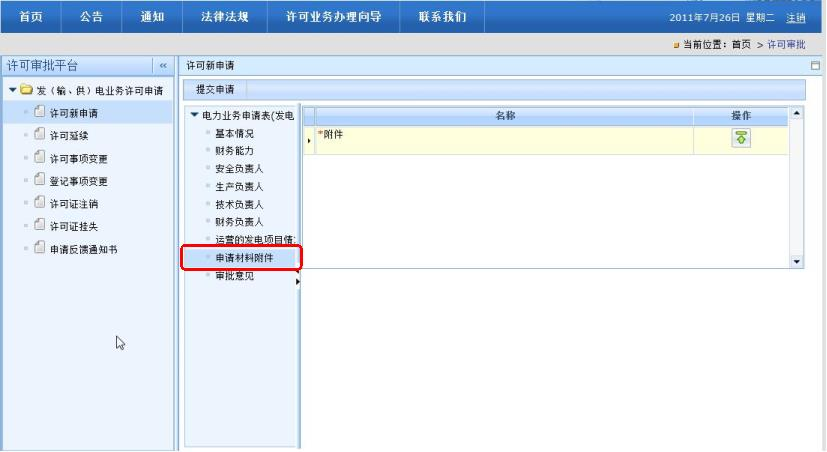 首页 公告 通知 法律法规 许可业务办理向导 联系我们 2011年7月26日 星期二 注销
当前位置：首页 > 许可审批
许可审批平台 «
发（输、供）电业务许可申请
许可新申请
许可延续
许可事项变更
登记事项变更
许可证注销
许可证挂失
申请反馈通知书
许可新申请
提交申请
电力业务申请表(发电
基本情况
财务能力
安全负责人
生产负责人
技术负责人
财务负责人
运营的发电项目情
申请材料附件
审批意见
名称 操作
*附件